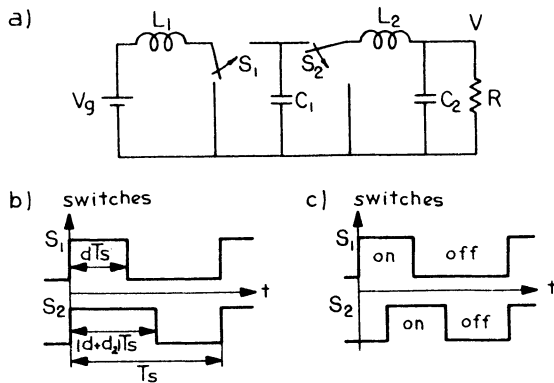 a)
L1
L2
V
Vg
S1
S2
C1
C2
R
b)
switches
S1
dTs
t
S2
(d+d2)Ts
Ts
c)
switches
S1
on
off
t
S2
on
off